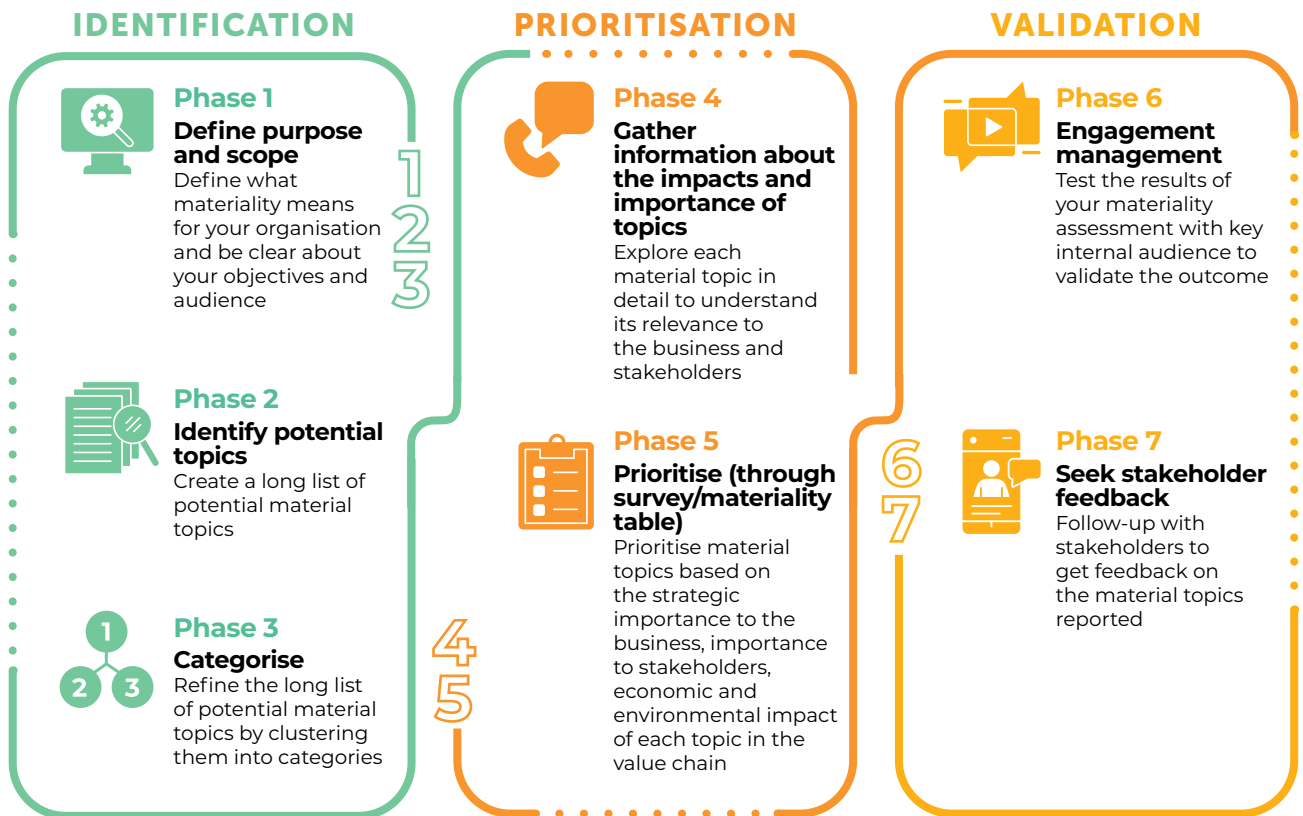 IDENTIFICATION
Phase 1
Define purpose
and scope
Define what
materiality means
for your organisation
and be clear about
your objectives and
audience
1
2
3
Phase 2
Identify potential
topics
Create a long list of
potential material
topics
1
2 3
Phase 3
Categorise
Refine the long list
of potential material
topics by clustering
them into categories
PRIORITISATION
Phase 4
Gather
information about
the impacts and
importance of
topics
Explore each
material topic in
detail to understand
its relevance to
the business and
stakeholders
4
5
Phase 5
Prioritise (through
survey/materiality
table)
Prioritise material
topics based on
the strategic
importance to the
business, importance
to stakeholders,
economic and
environmental impact
of each topic in the
value chain
VALIDATION
Phase 6
Engagement
management
Test the results of
your materiality
assessment with key
internal audience to
validate the outcome
6
7
Phase 7
Seek stakeholder
feedback
Follow-up with
stakeholders to
get feedback on
the material topics
reported